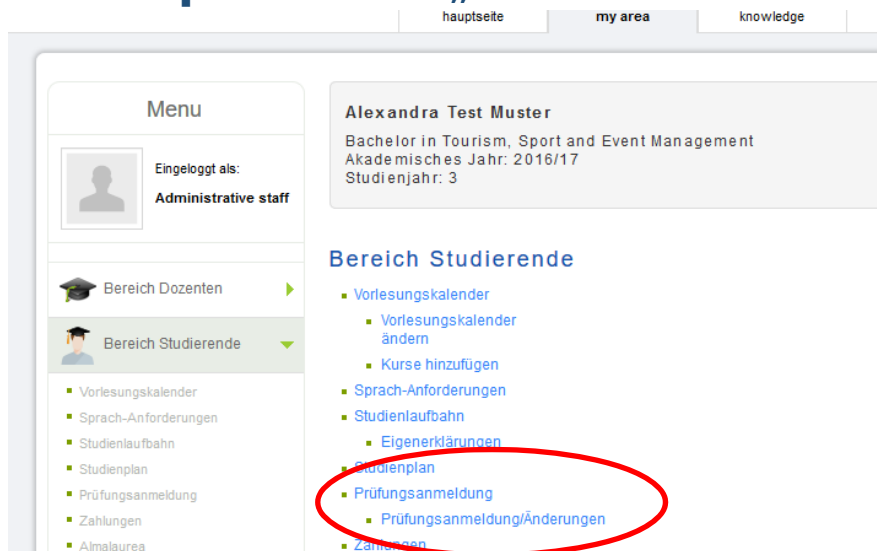 hauptseite my area knowledge
Menu
Eingeloggt als:
Administrative staff
Bereich Dozenten
Bereich Studierende
Vorlesungskalender
Sprach-Anforderungen
Studienlaufbahn
Studienplan
Prüfungsanmeldung
Zahlungen
Almalaurea
Alexandra Test Muster
Bachelor in Tourism, Sport and Event Management
Akademisches Jahr: 2016/17
Studienjahr: 3
Bereich Studierende
Vorlesungskalender
Vorlesungskalender
ändern
Kurse hinzufügen
Sprach-Anforderungen
Studienlaufbahn
Eigenerklärungen
Studienplan
Prüfungsanmeldung
Prüfungsanmeldung/Änderungen
Zahlungen